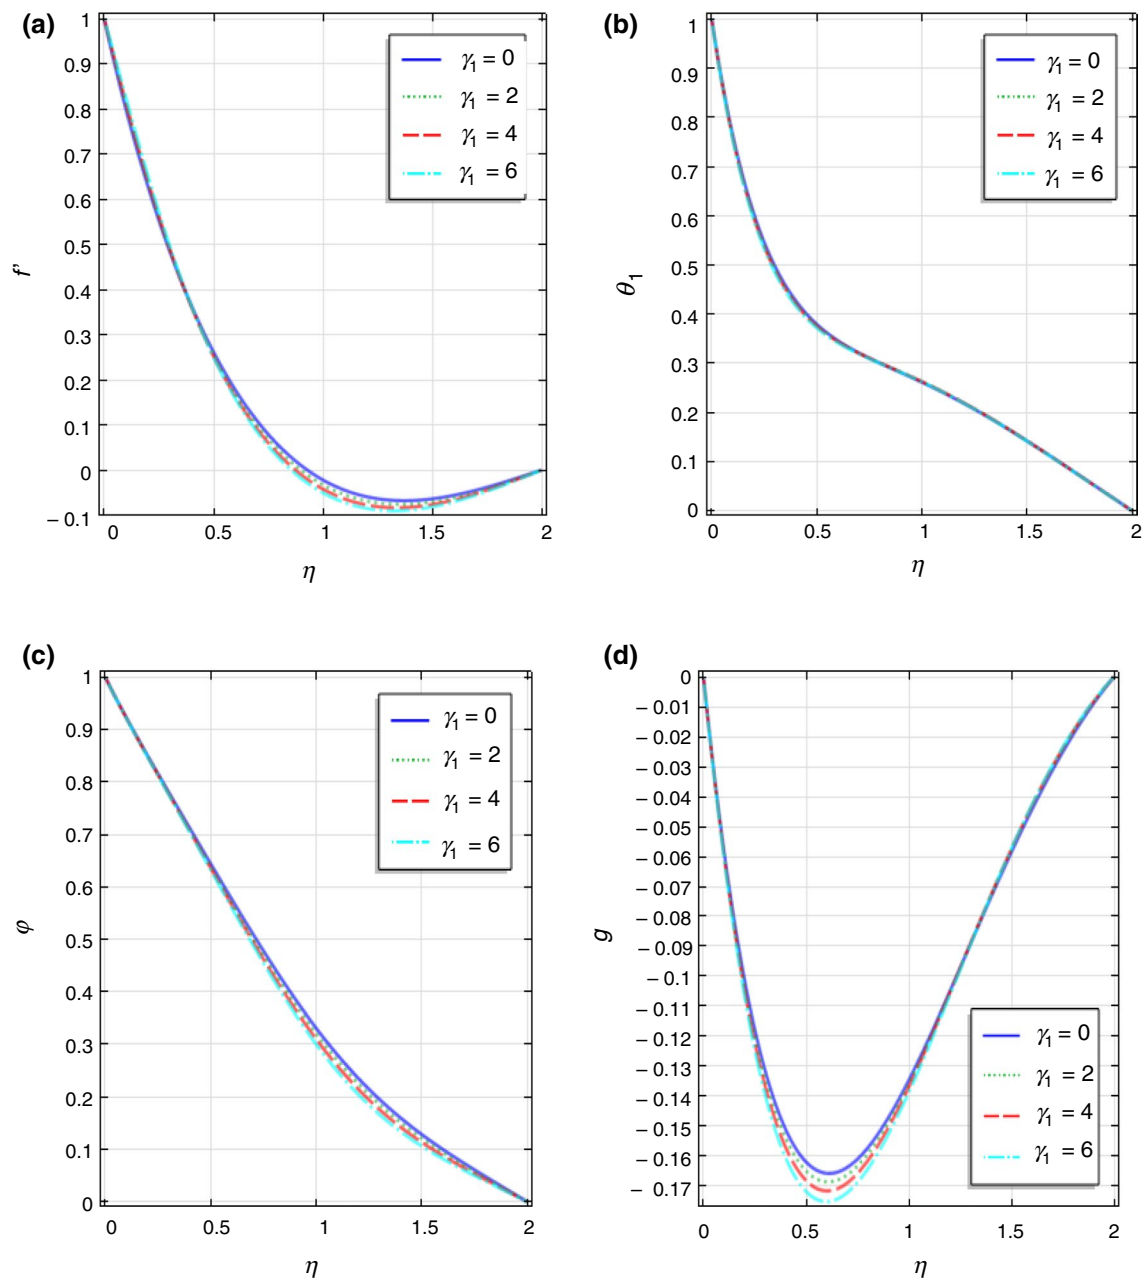 (a)
1
0.9
0.8
0.7
0.6
0.5
0.4
0.3
0.2
0.1
0
– 0.1
f'
γ1 = 0
γ1 = 2
γ1 = 4
γ1 = 6
0 0.5 1 1.5 2
η
(b)
1
0.9
0.8
0.7
0.6
0.5
0.4
0.3
0.2
0.1
0
θ1
γ1 = 0
γ1 = 2
γ1 = 4
γ1 = 6
0 0.5 1 1.5 2
η
(c)
1
0.9
0.8
0.7
0.6
0.5
0.4
0.3
0.2
0.1
0
φ
γ1 = 0
γ1 = 2
γ1 = 4
γ1 = 6
0 0.5 1 1.5 2
η
(d)
0
– 0.01
– 0.02
– 0.03
– 0.04
– 0.05
– 0.06
– 0.07
– 0.08
– 0.09
– 0.1
– 0.11
– 0.12
– 0.13
– 0.14
– 0.15
– 0.16
– 0.17
g
γ1 = 0
γ1 = 2
γ1 = 4
γ1 = 6
0 0.5 1 1.5 2
η